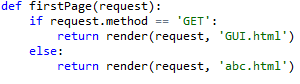 def firstPage(request):
    if request.method == 'GET':
        return render(request, 'GUI.html')
    else:
        return render(request, 'abc.html')